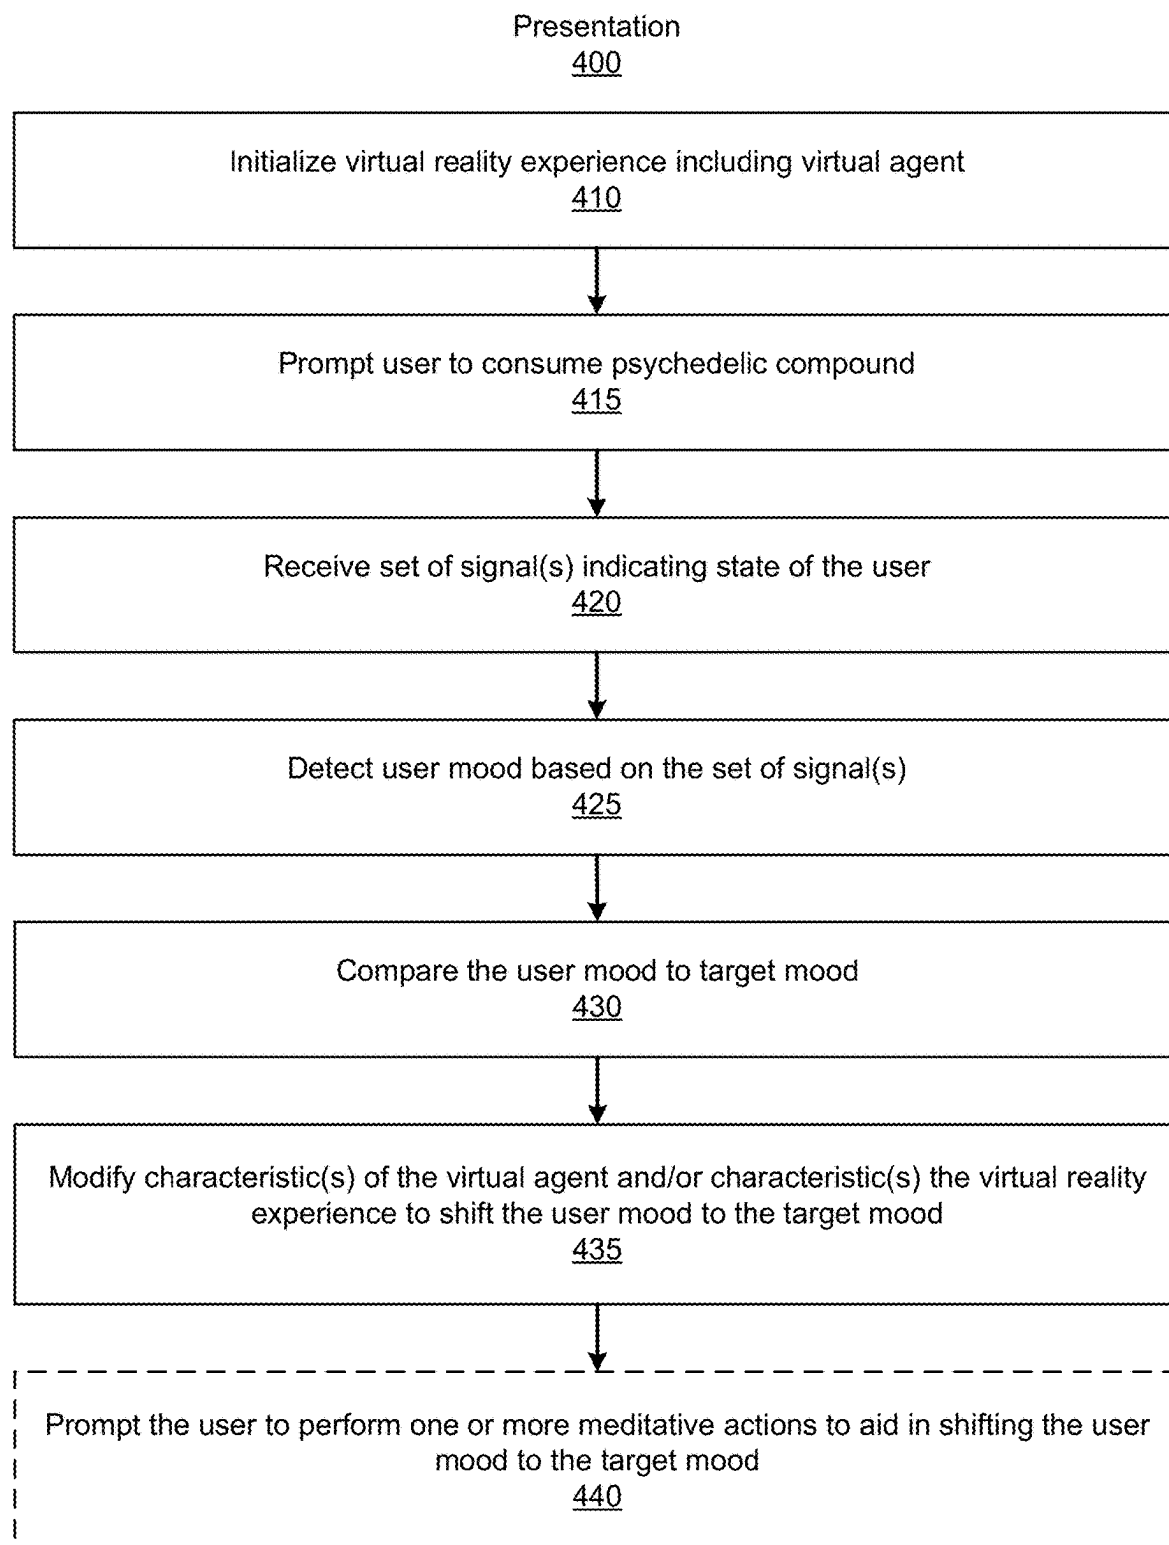 Presentation
400
Initialize virtual reality experience including virtual agent
410
Prompt user to consume psychedelic compound
415
Receive set of signal(s) indicating state of the user
420
Detect user mood based on the set of signal(s)
425
Compare the user mood to target mood
430
Modify characteristic(s) of the virtual agent and/or characteristic(s) the virtual reality
experience to shift the user mood to the target mood
435
Prompt the user to perform one or more meditative actions to aid in shifting the user
mood to the target mood
440